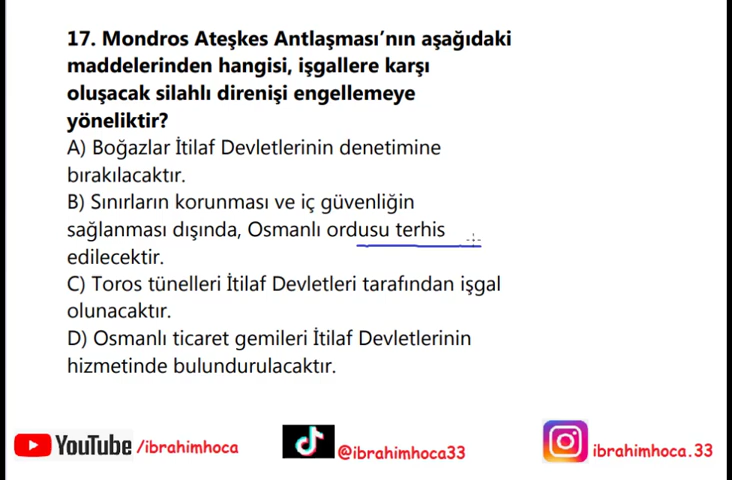 17. Mondros Ateşkes Antlaşması’nın aşağıdaki
maddelerinden hangisi, işgallere karşı
oluşacak silahlı direnişi engellemeye
yöneliktir?
A) Boğazlar İtilaf Devletlerinin denetimine
bırakılacaktır.
B) Sınırların korunması ve iç güvenliğin
sağlanması dışında, Osmanlı ordusu terhis
edilecektir.
C) Toros tünelleri İtilaf Devletleri tarafından işgal
olunacaktır.
D) Osmanlı ticaret gemileri İtilaf Devletlerinin
hizmetinde bulundurulacaktır.
YouTube /ibrahimhoca @ibrahimhoca33 ibrahimhoca.33